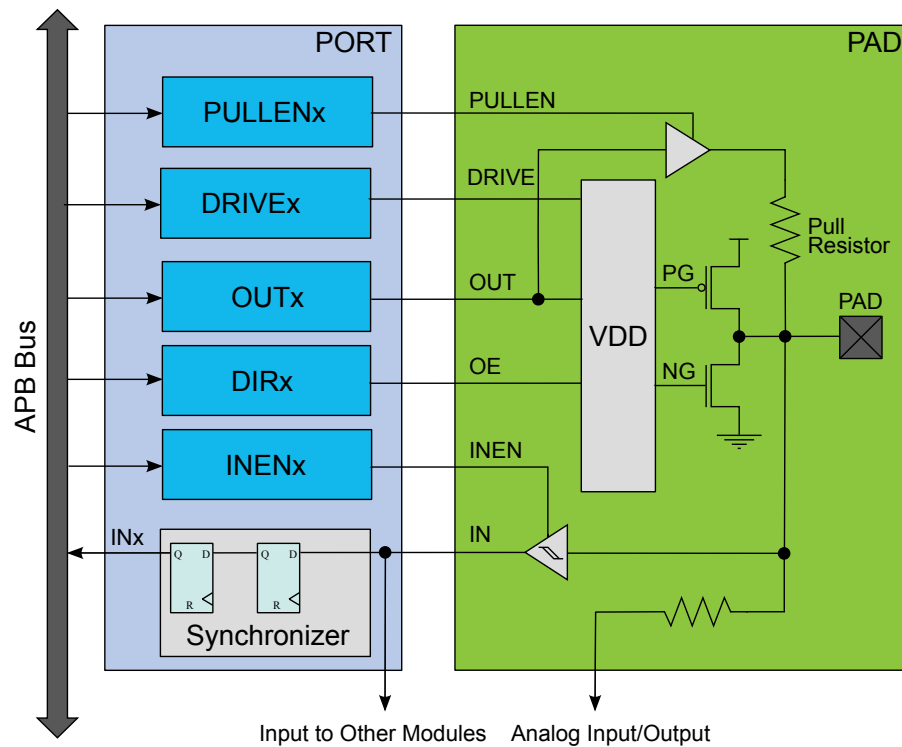 PORT
PAD
PULLENx
PULLEN
DRIVEx
DRIVE
Pull
Resistor
OUTx
OUT
PG
PAD
VDD
DIRx
OE
NG
APB Bus
INENx
INEN
INx
IN
Q D
R
Q D
R
Synchronizer
Input to Other Modules
Analog Input/Output